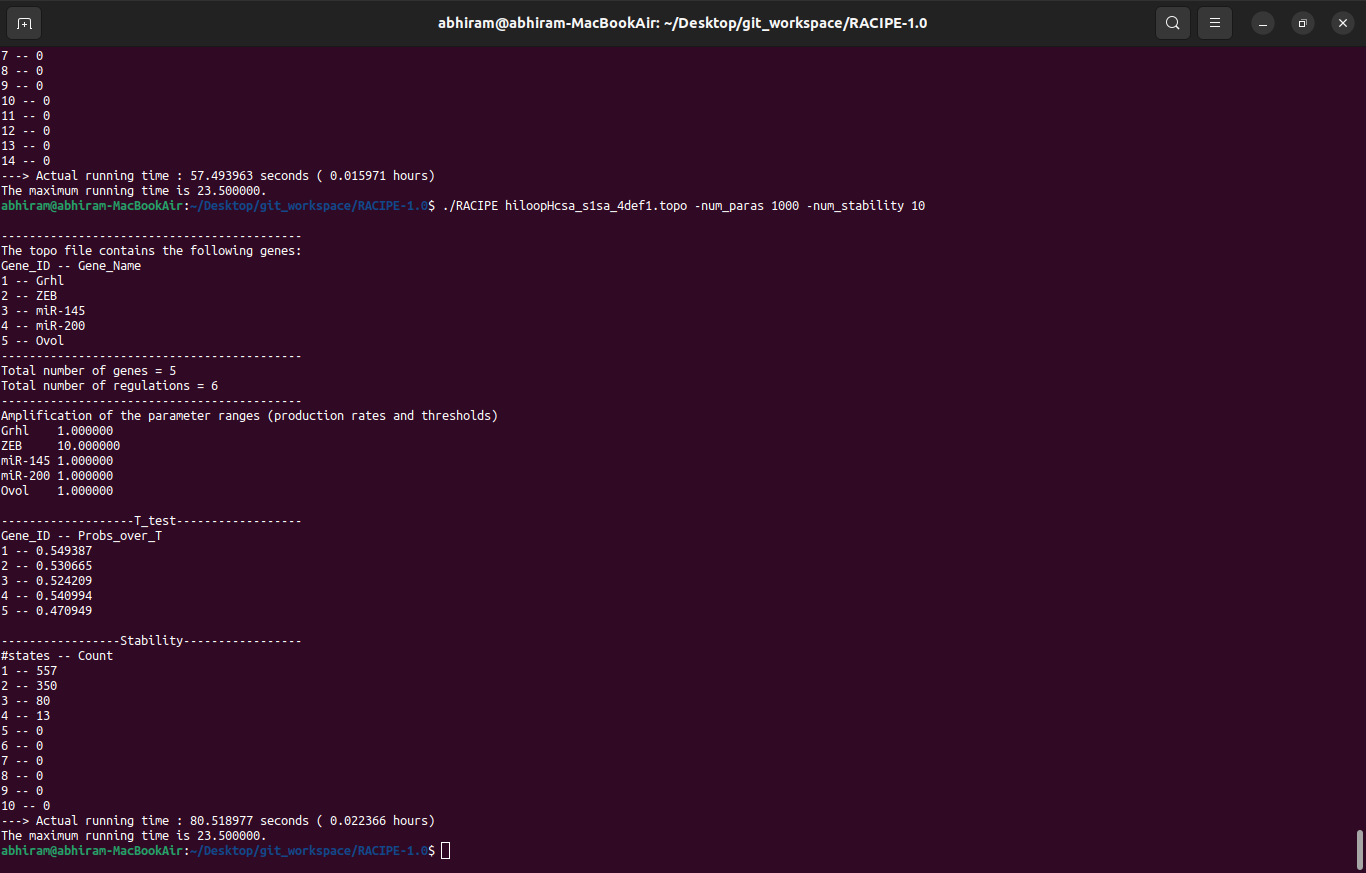 abhiram@abhiram-MacBookAir: ~/Desktop/git_workspace/RACIPE-1.0
7 -- 0
8 -- 0
9 -- 0
10 -- 0
11 -- 0
12 -- 0
13 -- 0
14 -- 0
---> Actual running time : 57.493963 seconds ( 0.015971 hours)
The maximum running time is 23.500000.
abhiram@abhiram-MacBookAir:~/Desktop/git_workspace/RACIPE-1.0$ ./RACIPE hiloopHcsa_s1sa_4def1.topo -num_paras 1000 -num_stability 10
-------------------------------------------
The topo file contains the following genes:
Gene_ID -- Gene_Name
1 -- Grhl
2 -- ZEB
3 -- miR-145
4 -- miR-200
5 -- Ovol
-------------------------------------------
Total number of genes = 5
Total number of regulations = 6
-------------------------------------------
Amplification of the parameter ranges (production rates and thresholds)
Grhl    1.000000
ZEB     10.000000
miR-145 1.000000
miR-200 1.000000
Ovol    1.000000
-------------------T_test------------------
Gene_ID -- Probs_over_T
1 -- 0.549387
2 -- 0.530665
3 -- 0.524209
4 -- 0.540994
5 -- 0.470949
-----------------Stability-----------------
#states -- Count
1 -- 557
2 -- 350
3 -- 80
4 -- 13
5 -- 0
6 -- 0
7 -- 0
8 -- 0
9 -- 0
10 -- 0
---> Actual running time : 80.518977 seconds ( 0.022366 hours)
The maximum running time is 23.500000.
abhiram@abhiram-MacBookAir:~/Desktop/git_workspace/RACIPE-1.0$